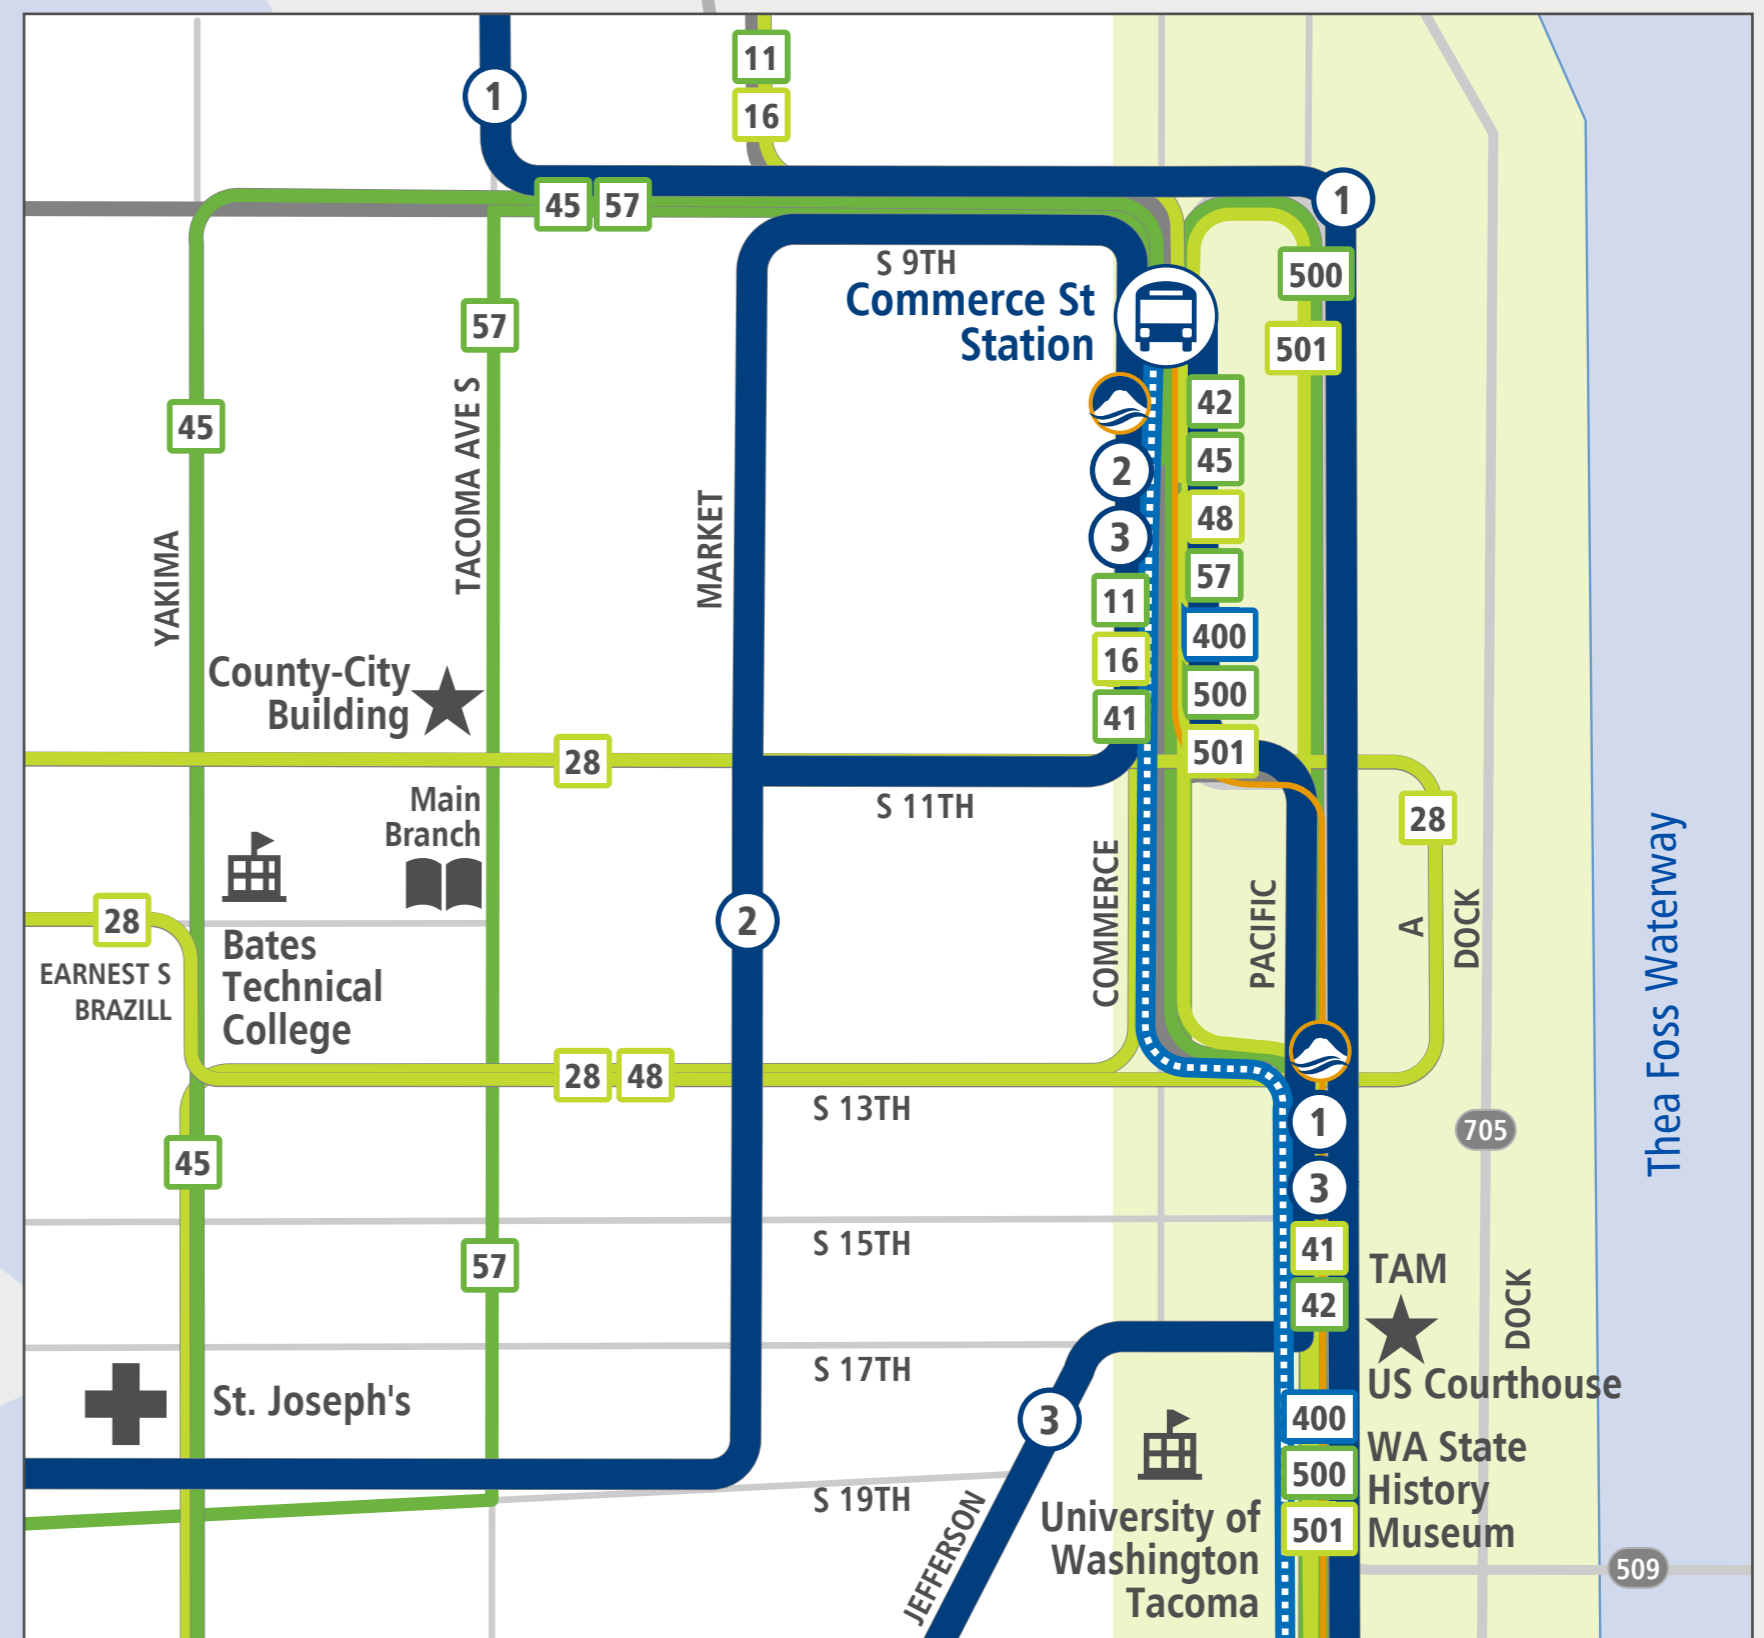 11
16
1
1
45 57
500
501
S 9TH
Commerce St
Station
57
45
42
45
48
57
400
500
501
2
3
11
16
41
YAKIMA
TACOMA AVE S
MARKET
County-City
Building
28
S 11TH
Main
Branch
28
28
EARNEST S
BRAZILL
Bates
Technical
College
2
COMMERCE
PACIFIC
A
DOCK
Thea Foss Waterway
28 48
S 13TH
1
3
41
42
705
45
57
S 15TH
TAM
DOCK
US Courthouse
S 17TH
St. Joseph's
3
400
500
501
WA State
History
Museum
S 19TH
JEFFERSON
University of
Washington
Tacoma
509